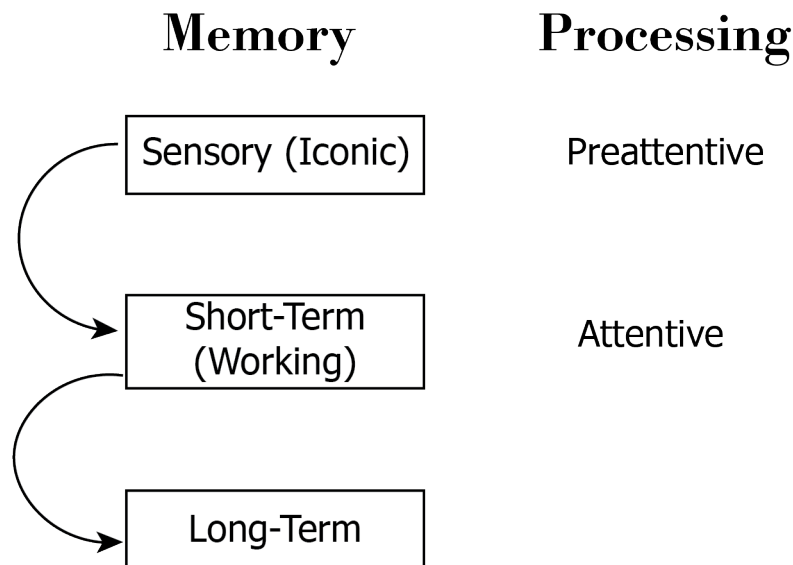 Memory Processing
Sensory (Iconic) Preattentive
Short-Term
(Working)
Attentive
Long-Term